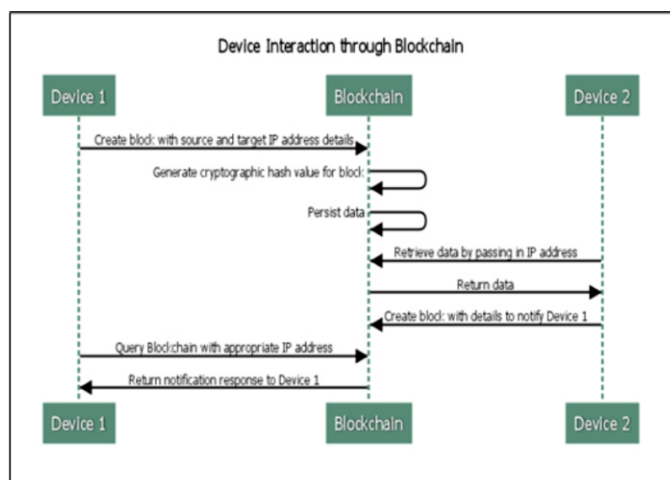 Device Interaction through Blockchain
Device 1 Blockchain Device 2
Create block with source and target IP address details
Generate cryptographic hash value for block
Persist data
Retrieve data by passing in IP address
Return data
Create block with details to notify Device 1
Query Blockchain with appropriate IP address
Return notification response to Device 1
Device 1 Blockchain Device 2